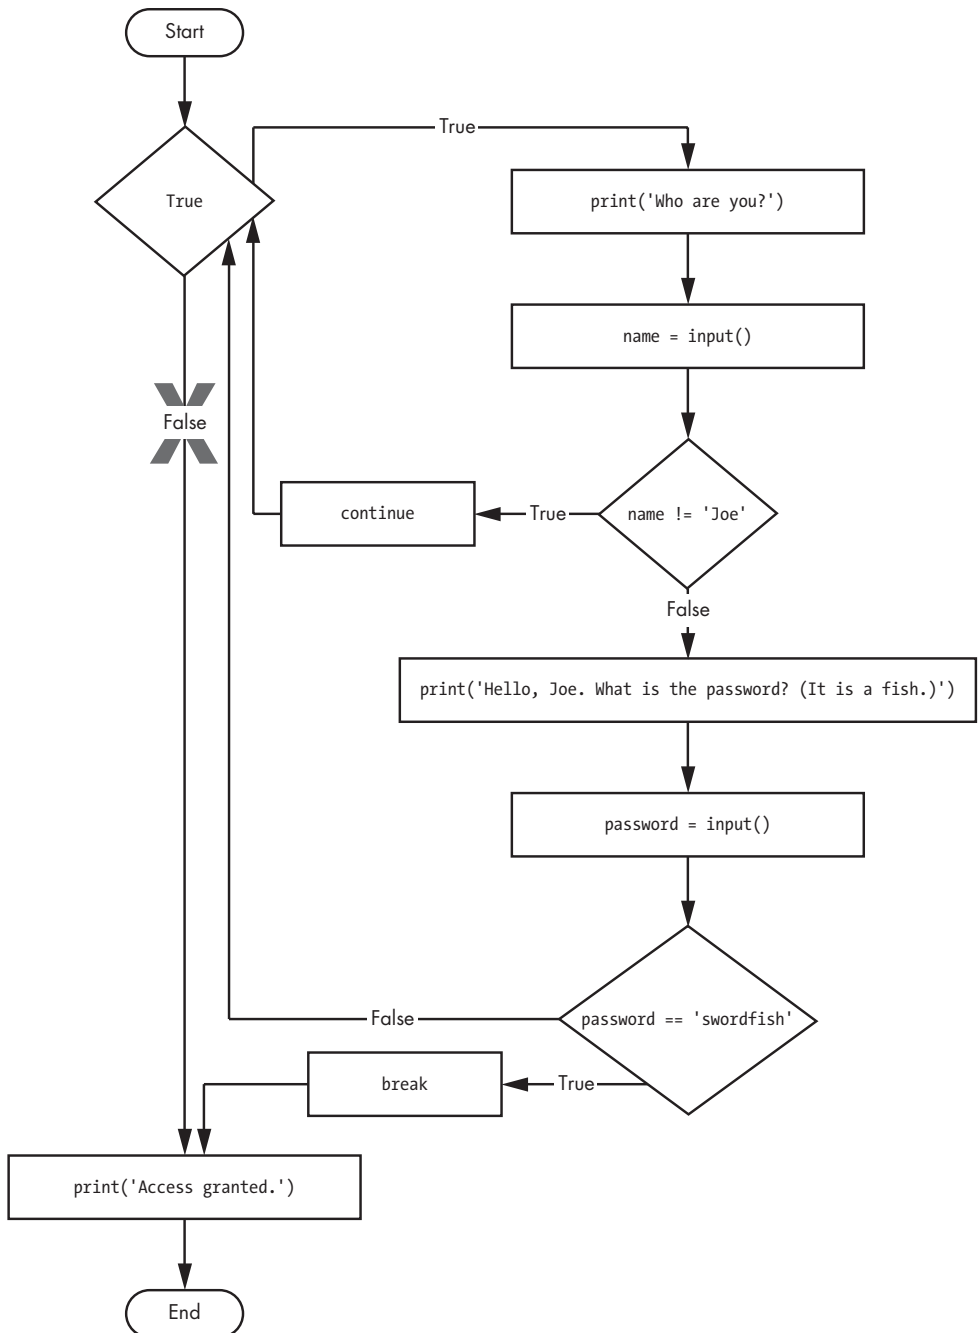 Start
True
True
print('Who are you?')
name = input()
False
continue
True
name != 'Joe'
False
print('Hello, Joe. What is the password? (It is a fish.)')
password = input()
False
password == 'swordfish'
break
True
print('Access granted.')
End